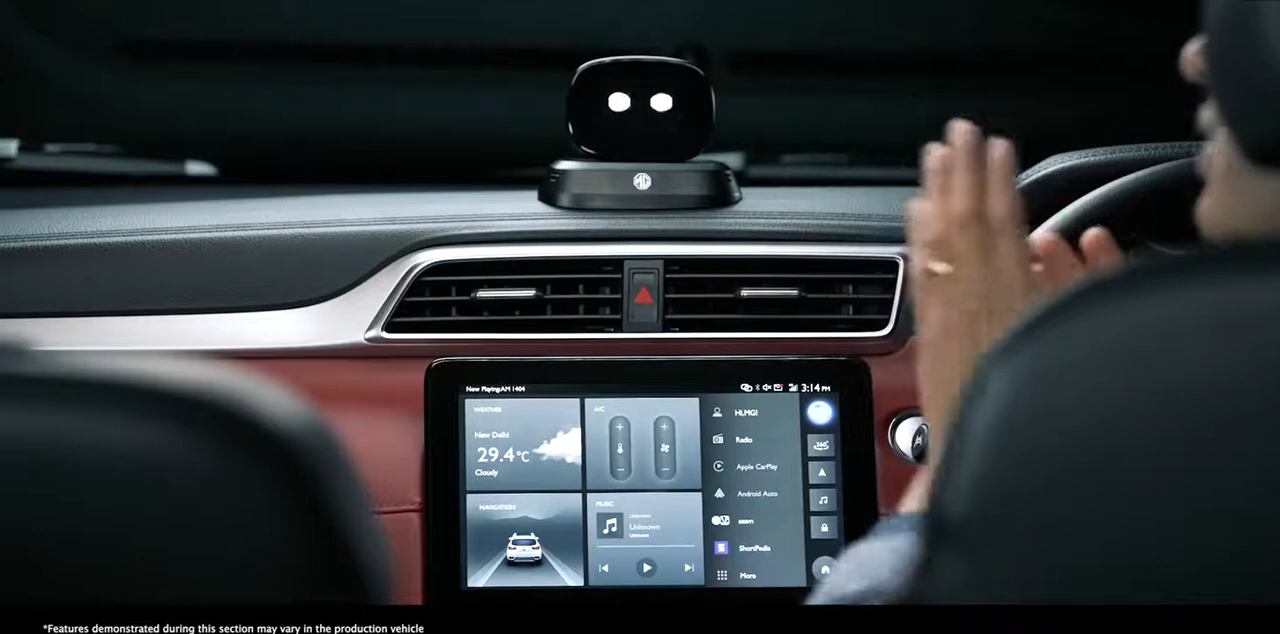 MG
Now Playing:AM 1404
3:14 PM
WEATHER
New Delhi
29.4°C
Cloudy
A/C
+
+
−
−
NAVIGATION
MUSIC
Unknown
Unknown
Unknown
Hi,MG!
Radio
Apple CarPlay
Android Auto
saavn
ShortPedia
More
360°
*Features demonstrated during this section may vary in the production vehicle